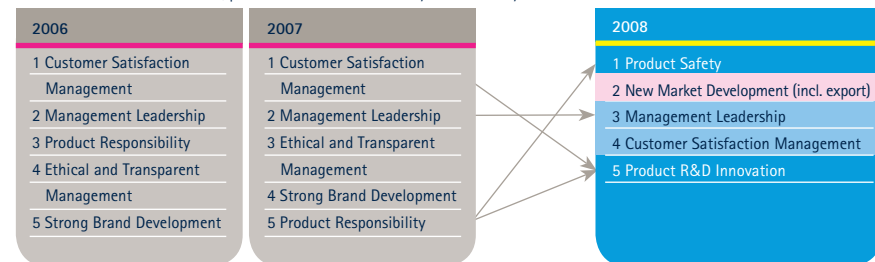 2006
1 Customer Satisfaction
Management
2 Management Leadership
3 Product Responsibility
4 Ethical and Transparent
Management
5 Strong Brand Development
2007
1 Customer Satisfaction
Management
2 Management Leadership
3 Ethical and Transparent
Management
4 Strong Brand Development
5 Product Responsibility
2008
1 Product Safety
2 New Market Development (incl. export)
3 Management Leadership
4 Customer Satisfaction Management
5 Product R&D Innovation